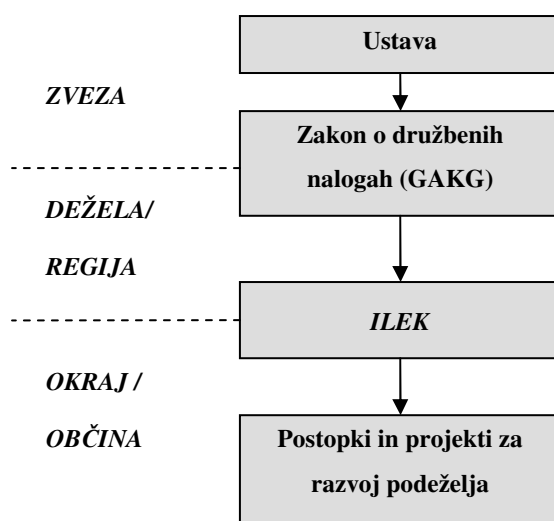 Ustava
ZVEZA
Zakon o družbenih
nalogah (GAKG)
DEŽELA/
REGIJA
ILEK
OKRAJ /
OBČINA
Postopki in projekti za
razvoj podeželja